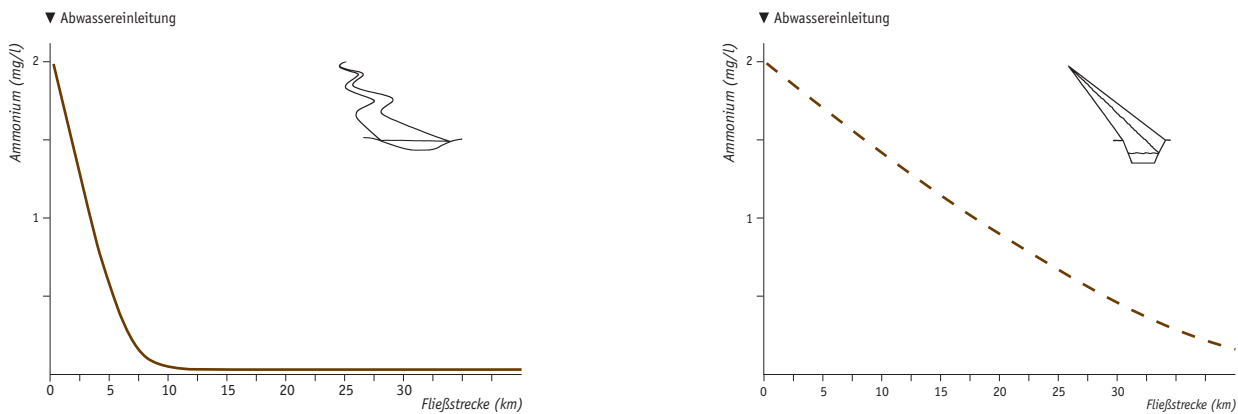 ▼ Abwassereinleitung
Ammonium (mg/l)
2
1
0 5 10 15 20 25 30
Fließstrecke (km)
▼ Abwassereinleitung
Ammonium (mg/l)
2
1
0 5 10 15 20 25 30
Fließstrecke (km)